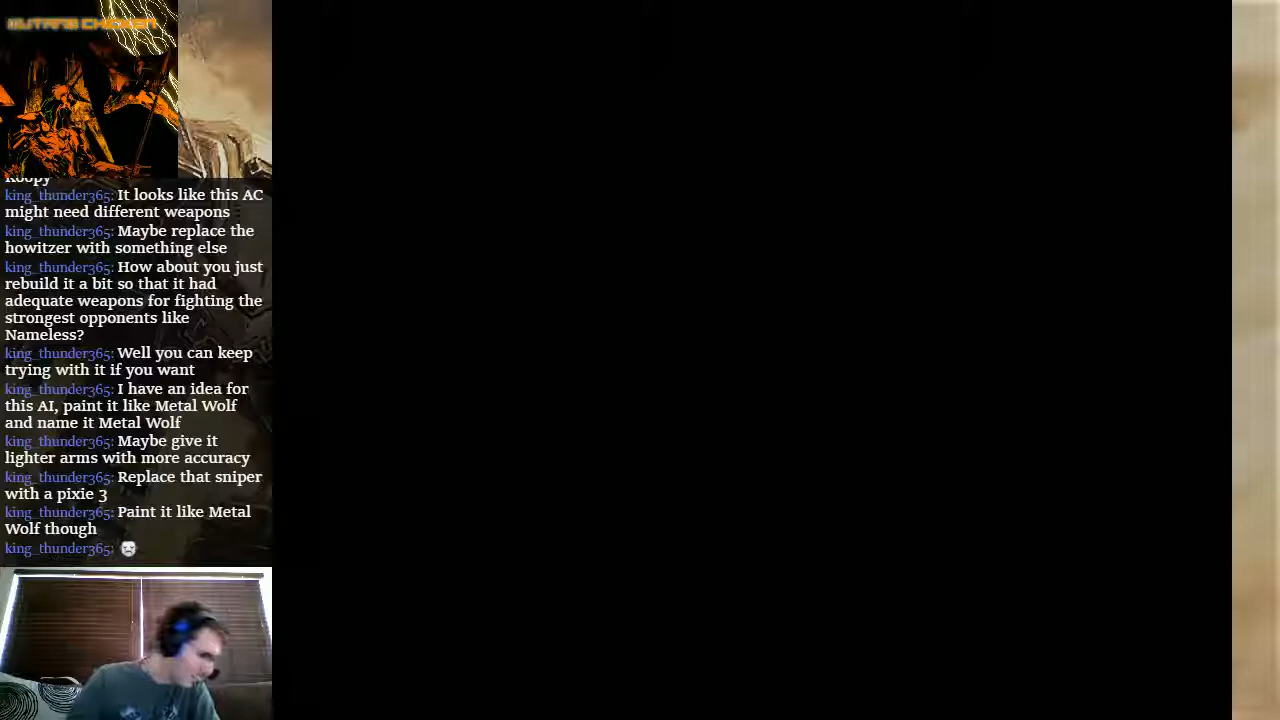 MUTANT CHICKEN
Roopy
king_thunder365: It looks like this AC
might need different weapons
king_thunder365: Maybe replace the
howitzer with something else
king_thunder365: How about you just
rebuild it a bit so that it had
adequate weapons for fighting the
strongest opponents like
Nameless?
king_thunder365: Well you can keep
trying with it if you want
king_thunder365: I have an idea for
this AI, paint it like Metal Wolf
and name it Metal Wolf
king_thunder365: Maybe give it
lighter arms with more accuracy
king_thunder365: Replace that sniper
with a pixie 3
king_thunder365: Paint it like Metal
Wolf though
king_thunder365: